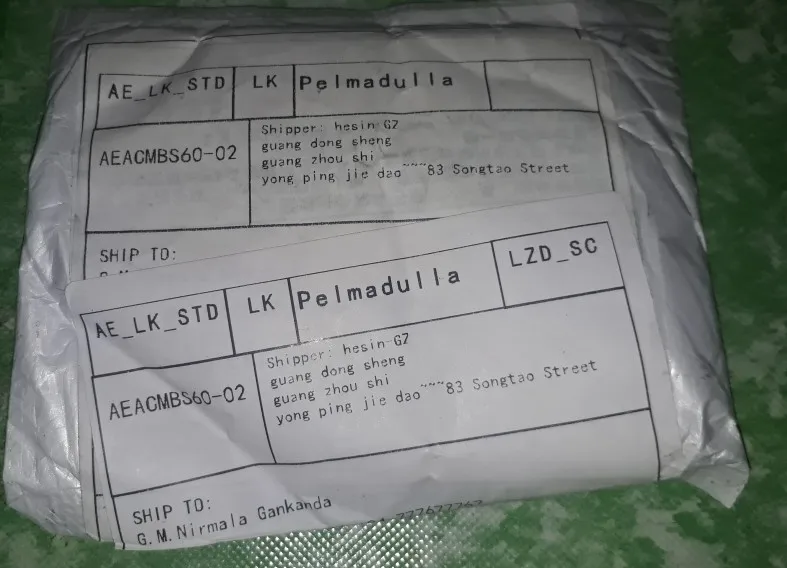 AE_LK_STD LK Pelmadulla
AEACMBS60-02
Shipper: hesin-GZ
guang dong sheng
guang zhou shi
yong ping jie dao~~~83 Songtao Street
SHIP TO:
AE_LK_STD LK Pelmadulla LZD_SC
AEACMBS60-02
Shipper: hesin-GZ
guang dong sheng
guang zhou shi
yong ping jie dao~~~83 Songtao Street
SHIP TO:
G.M.Nirmala Gankanda